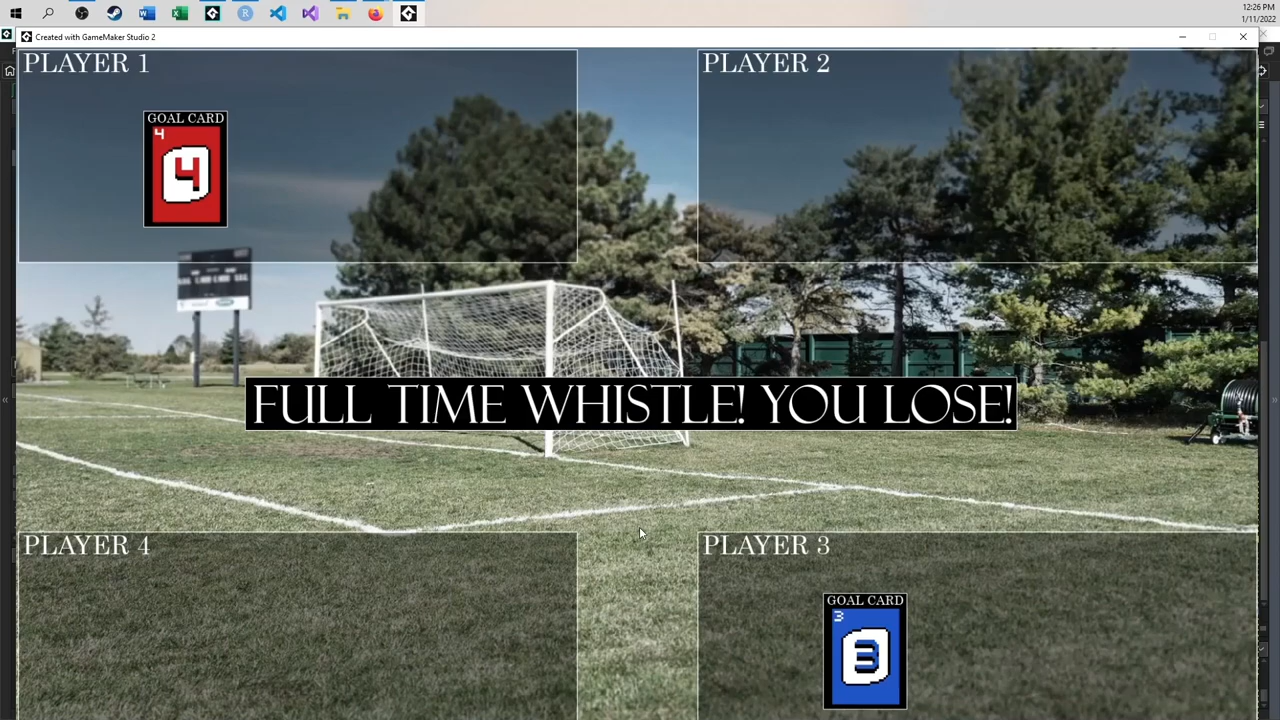 12:26 PM
1/11/2022
Created with GameMaker Studio 2
PLAYER 1
PLAYER 2
GOAL CARD
4
4
FULL TIME WHISTLE! YOU LOSE!
PLAYER 4
PLAYER 3
GOAL CARD
3
3